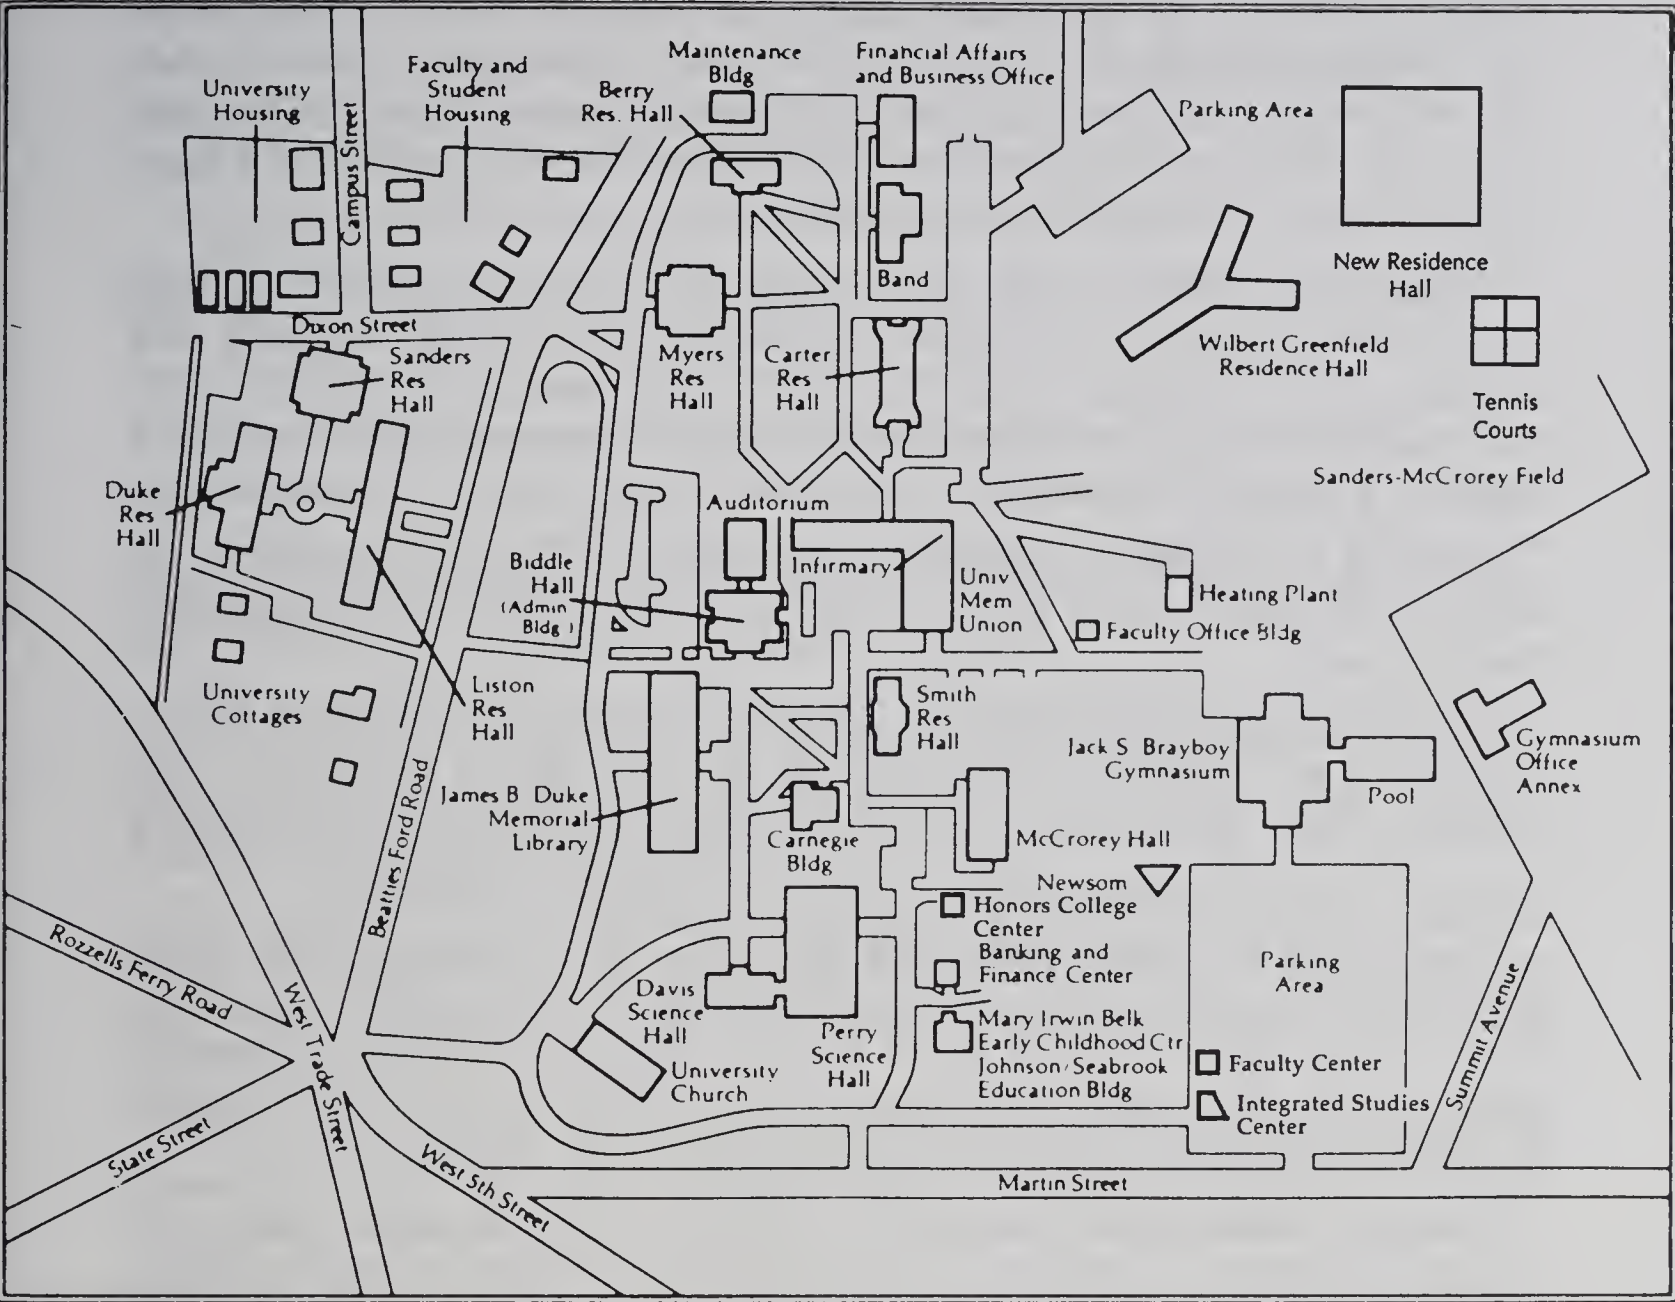 Maintenance
Bldg
Financial Affairs
and Business Office
Faculty and
Student
Housing
University
Housing
Berry
Res. Hall
Parking Area
Campus Street
Band
New Residence
Hall
Dixon Street
Sanders
Res
Hall
Myers
Res
Hall
Carter
Res
Hall
Wilbert Greenfield
Residence Hall
Tennis
Courts
Sanders-McCrorey Field
Duke
Res
Hall
Auditorium
Biddle
Hall
(Admin
Bldg )
Infirmary
Univ
Mem
Union
Heating Plant
Faculty Office Bldg
University
Cottages
Liston
Res
Hall
Smith
Res
Hall
Jack S Brayboy
Gymnasium
Pool
Gymnasium
Office
Annex
James B Duke
Memorial
Library
Beatties Ford Road
Carnegie
Bldg
McCrorey Hall
Newsom
Honors College
Center
Banking and
Finance Center
Parking
Area
Rozzells Ferry Road
West Trade Street
Davis
Science
Hall
Perry
Science
Hall
Mary Irwin Belk
Early Childhood Ctr
Johnson/Seabrook
Education Bldg
University
Church
Faculty Center
Integrated Studies
Center
Summit Avenue
State Street
West 5th Street
Martin Street